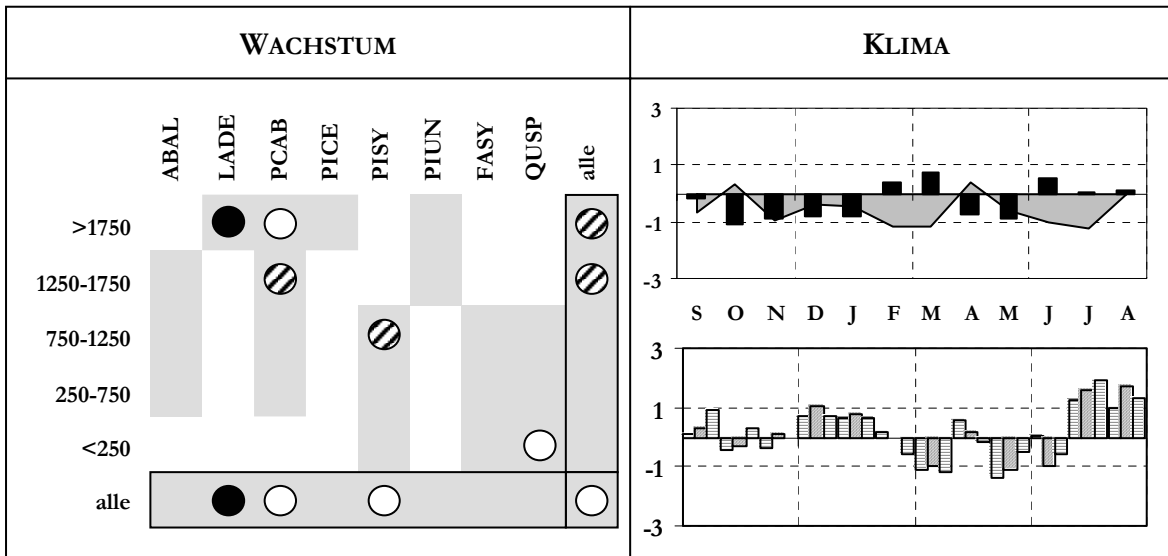 WACHSTUM
KLIMA
ABAL LADE PCAB PICE PISY PIUN FASY QUSP alle
>1750
1250-1750
750-1250
250-750
<250
alle
3
1
-1
-3
S O N D J F M A M J J A
3
1
-1
-3